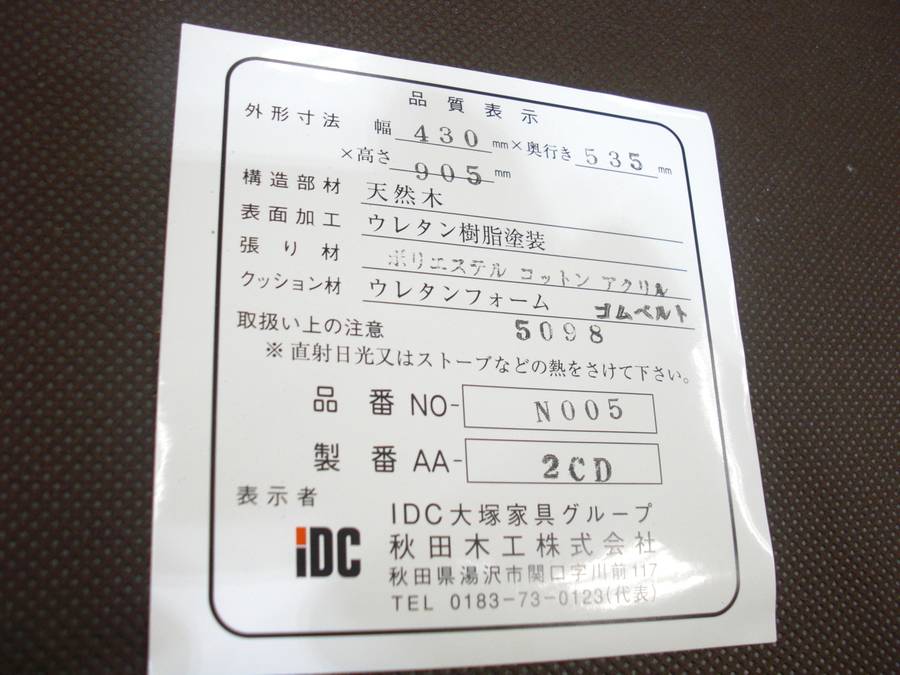 品質表示
外形寸法 幅 430 mm×奥行き 535 mm
×高さ 905 mm
構造部材 天然木
表面加工 ウレタン樹脂塗装
張り材 ポリエステル コットン アクリル
クッション材 ウレタンフォーム ゴムベルト
取扱い上の注意 5098
※直射日光又はストーブなどの熱をさけて下さい。
品番 NO- N005
製番 AA- 2CD
表示者
iDC
IDC大塚家具グループ
秋田木工株式会社
秋田県湯沢市関口字川前117
TEL 0183-73-0123(代表)